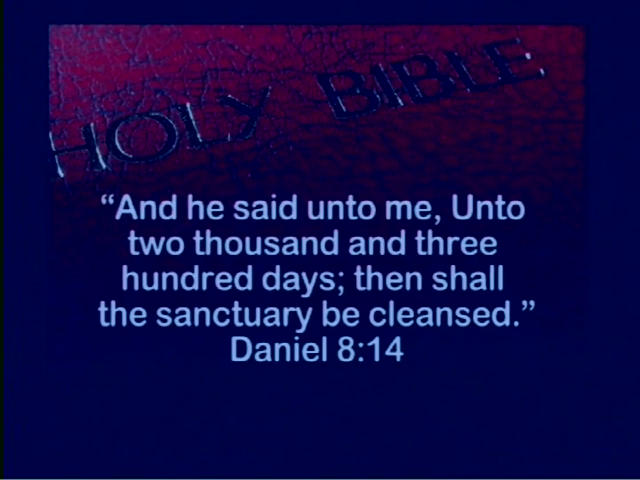 HOLY BIBLE
“And he said unto me, Unto
two thousand and three
hundred days; then shall
the sanctuary be cleansed.”
Daniel 8:14